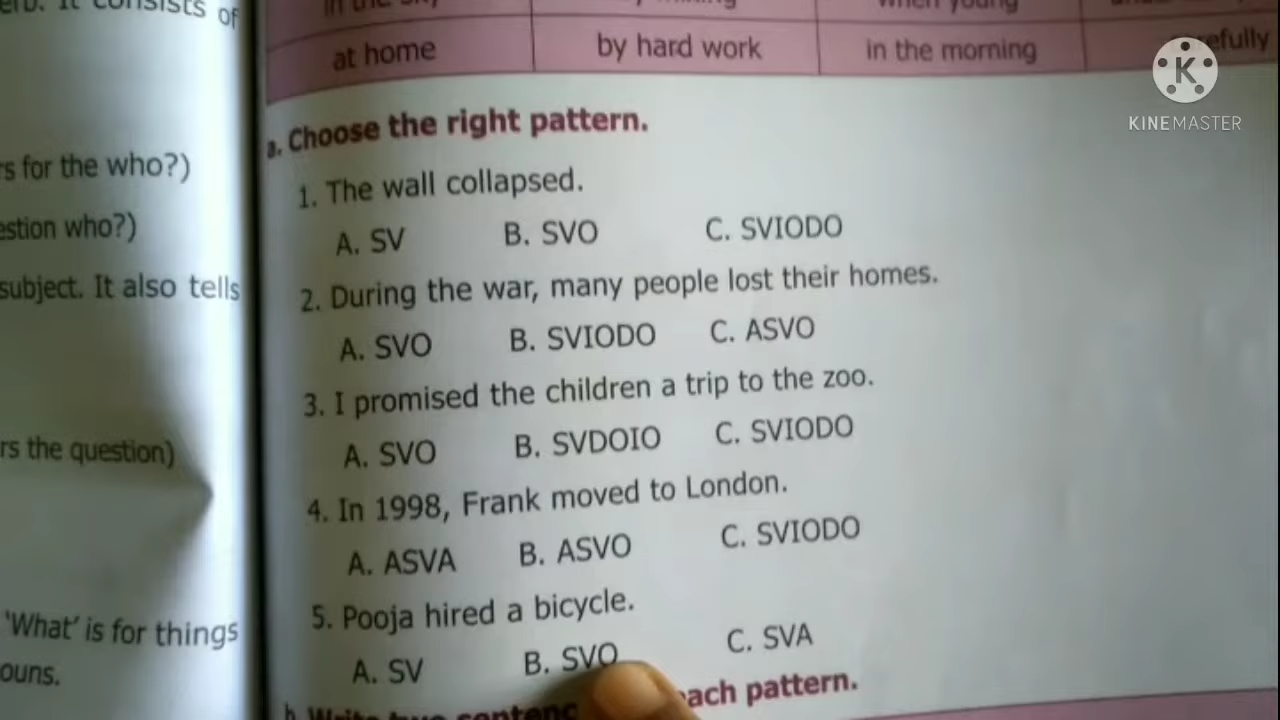 of
at home by hard work in the morning
KINEMASTER
s for the who?)
estion who?)
subject. It also tells
rs the question)
'What' is for things
ouns.
a. Choose the right pattern.
1. The wall collapsed.
A. SV B. SVO C. SVIODO
2. During the war, many people lost their homes.
A. SVO B. SVIODO C. ASVO
3. I promised the children a trip to the zoo.
A. SVO B. SVDOIO C. SVIODO
4. In 1998, Frank moved to London.
A. ASVA B. ASVO C. SVIODO
5. Pooja hired a bicycle.
A. SV B. SVO C. SVA
pattern.